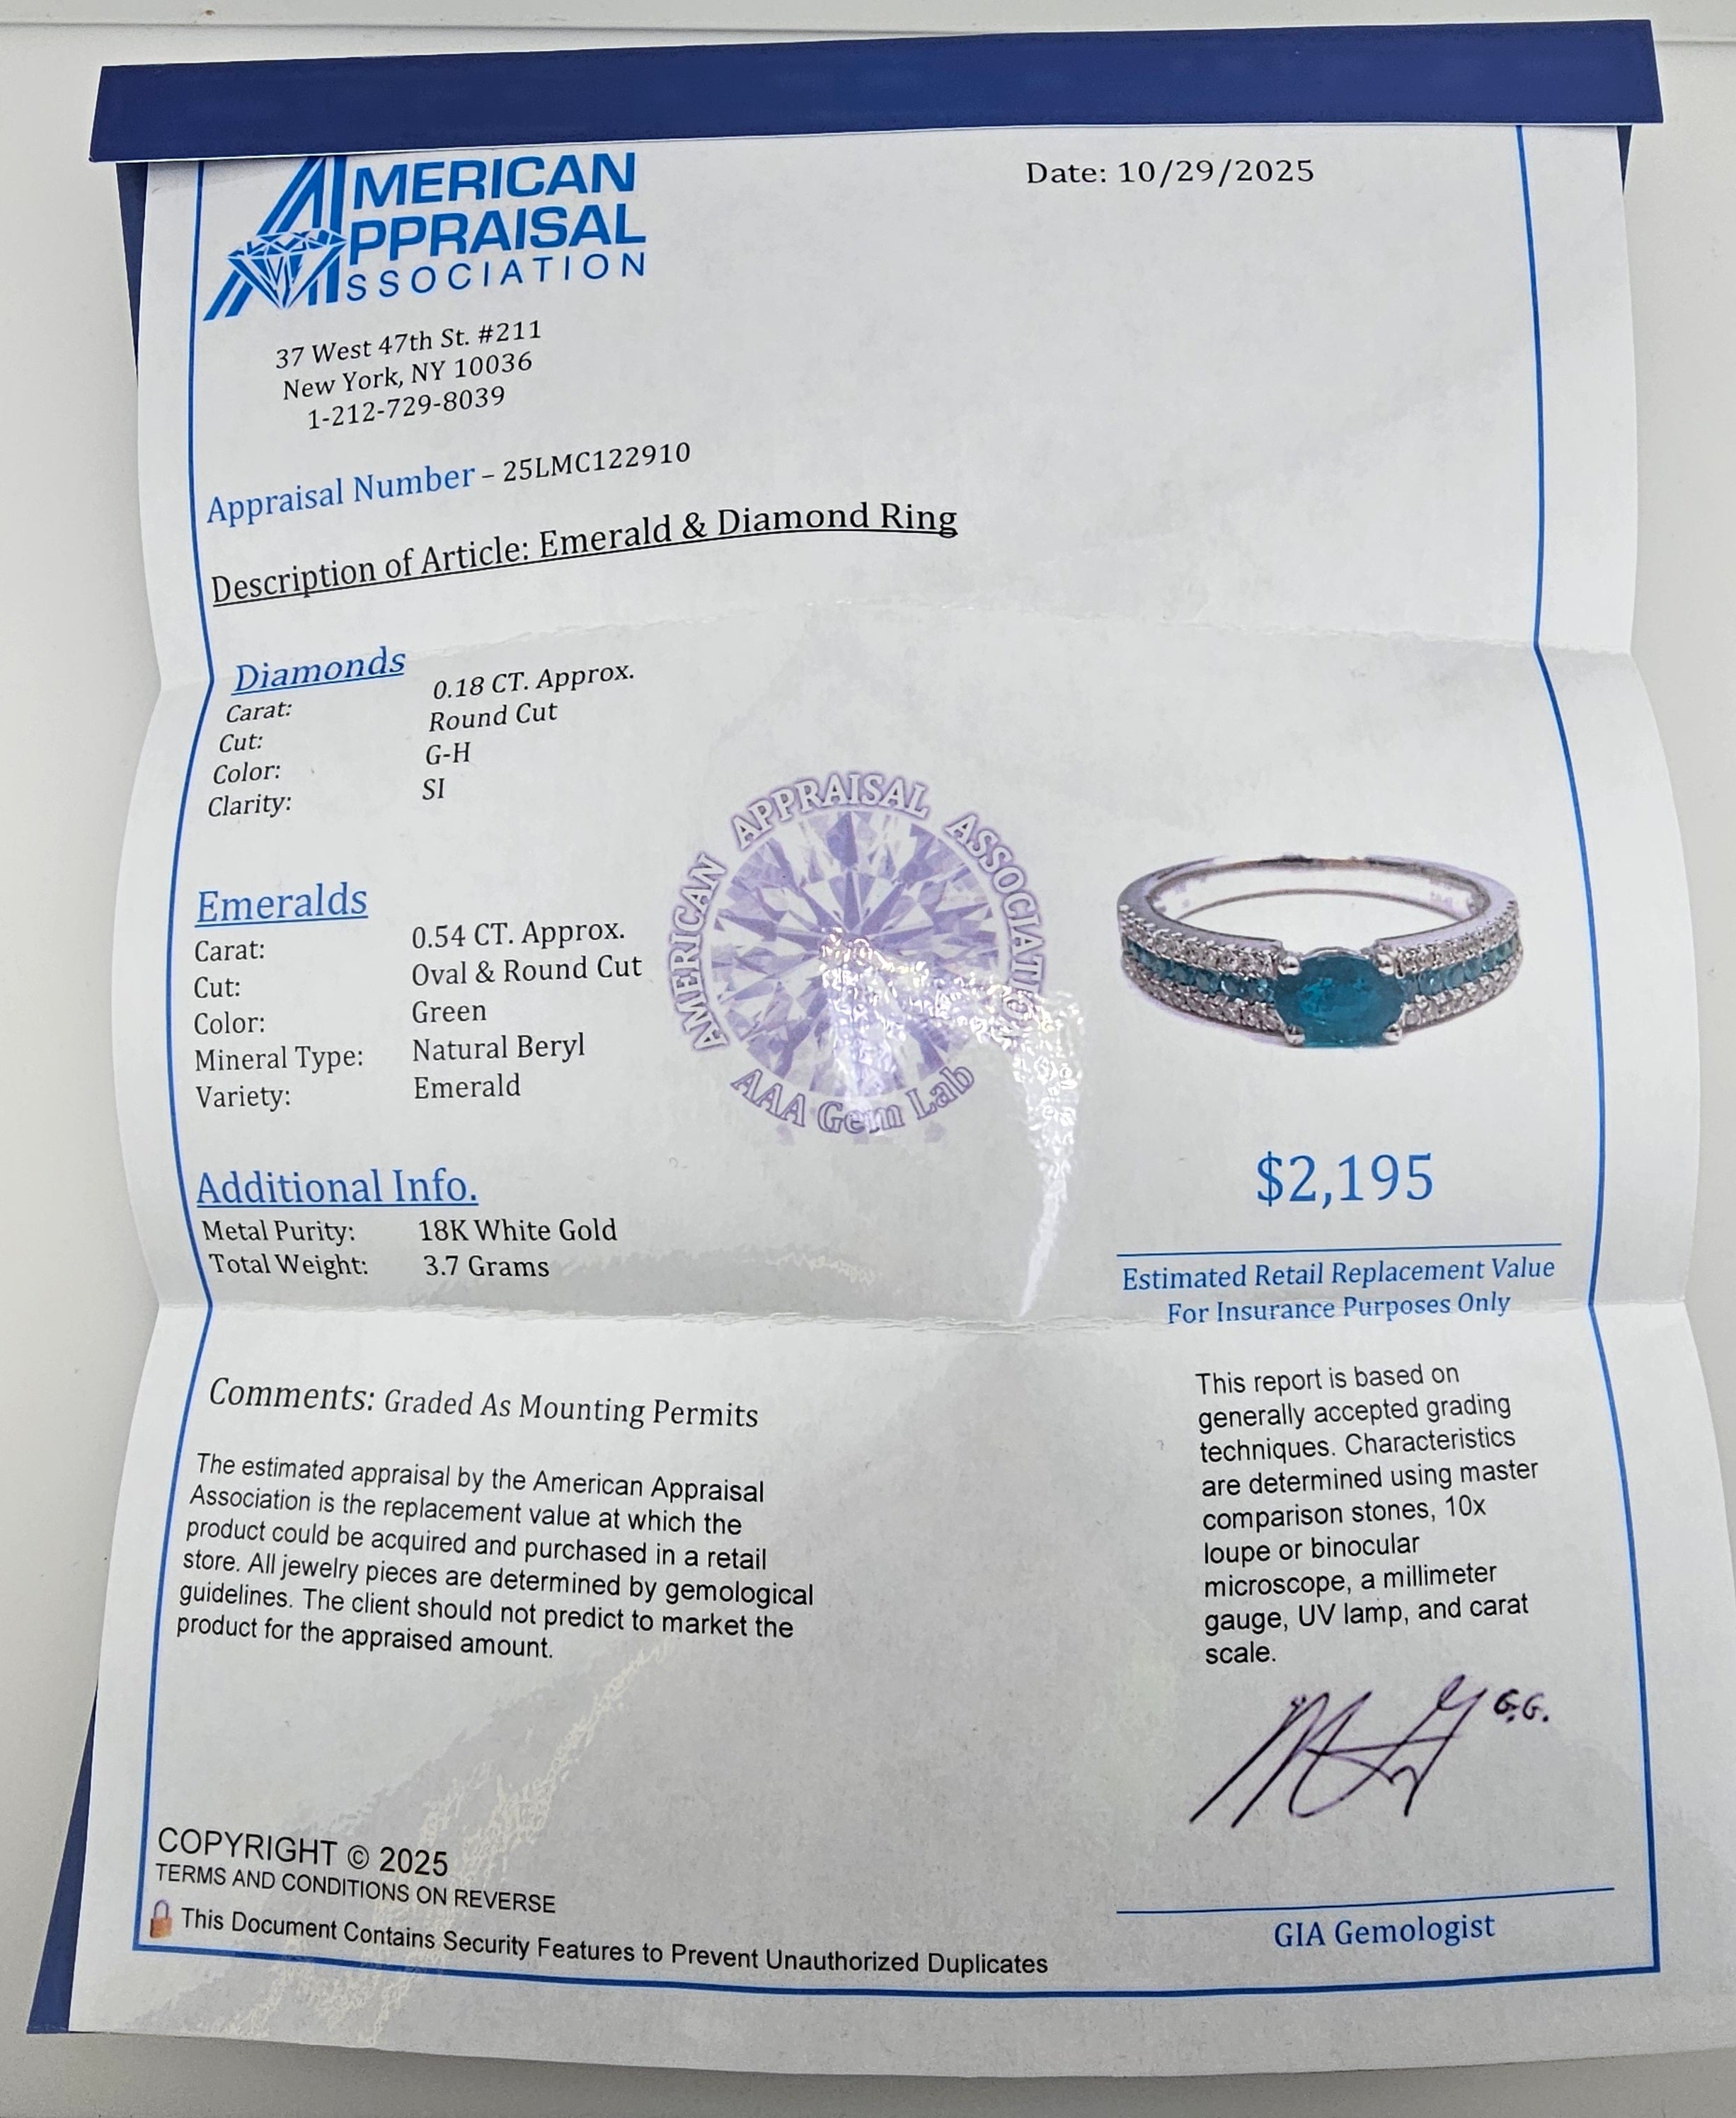 AMERICAN
APPRAISAL
ASSOCIATION
Date: 10/29/2025
37 West 47th St. #211
New York, NY 10036
1-212-729-8039
Appraisal Number – 25LMC122910
Description of Article: Emerald & Diamond Ring
Diamonds
Carat: 0.18 CT. Approx.
Cut: Round Cut
Color: G-H
Clarity: SI
Emeralds
Carat: 0.54 CT. Approx.
Cut: Oval & Round Cut
Color: Green
Mineral Type: Natural Beryl
Variety: Emerald
AMERICAN APPRAISAL ASSOCIATION
AAA Gem Lab
Additional Info.
Metal Purity: 18K White Gold
Total Weight: 3.7 Grams
$2,195
Estimated Retail Replacement Value
For Insurance Purposes Only
Comments: Graded As Mounting Permits
The estimated appraisal by the American Appraisal
Association is the replacement value at which the
product could be acquired and purchased in a retail
store. All jewelry pieces are determined by gemological
guidelines. The client should not predict to market the
product for the appraised amount.
This report is based on
generally accepted grading
techniques. Characteristics
are determined using master
comparison stones, 10x
loupe or binocular
microscope, a millimeter
gauge, UV lamp, and carat
scale.
G.G.
GIA Gemologist
COPYRIGHT © 2025
TERMS AND CONDITIONS ON REVERSE
This Document Contains Security Features to Prevent Unauthorized Duplicates